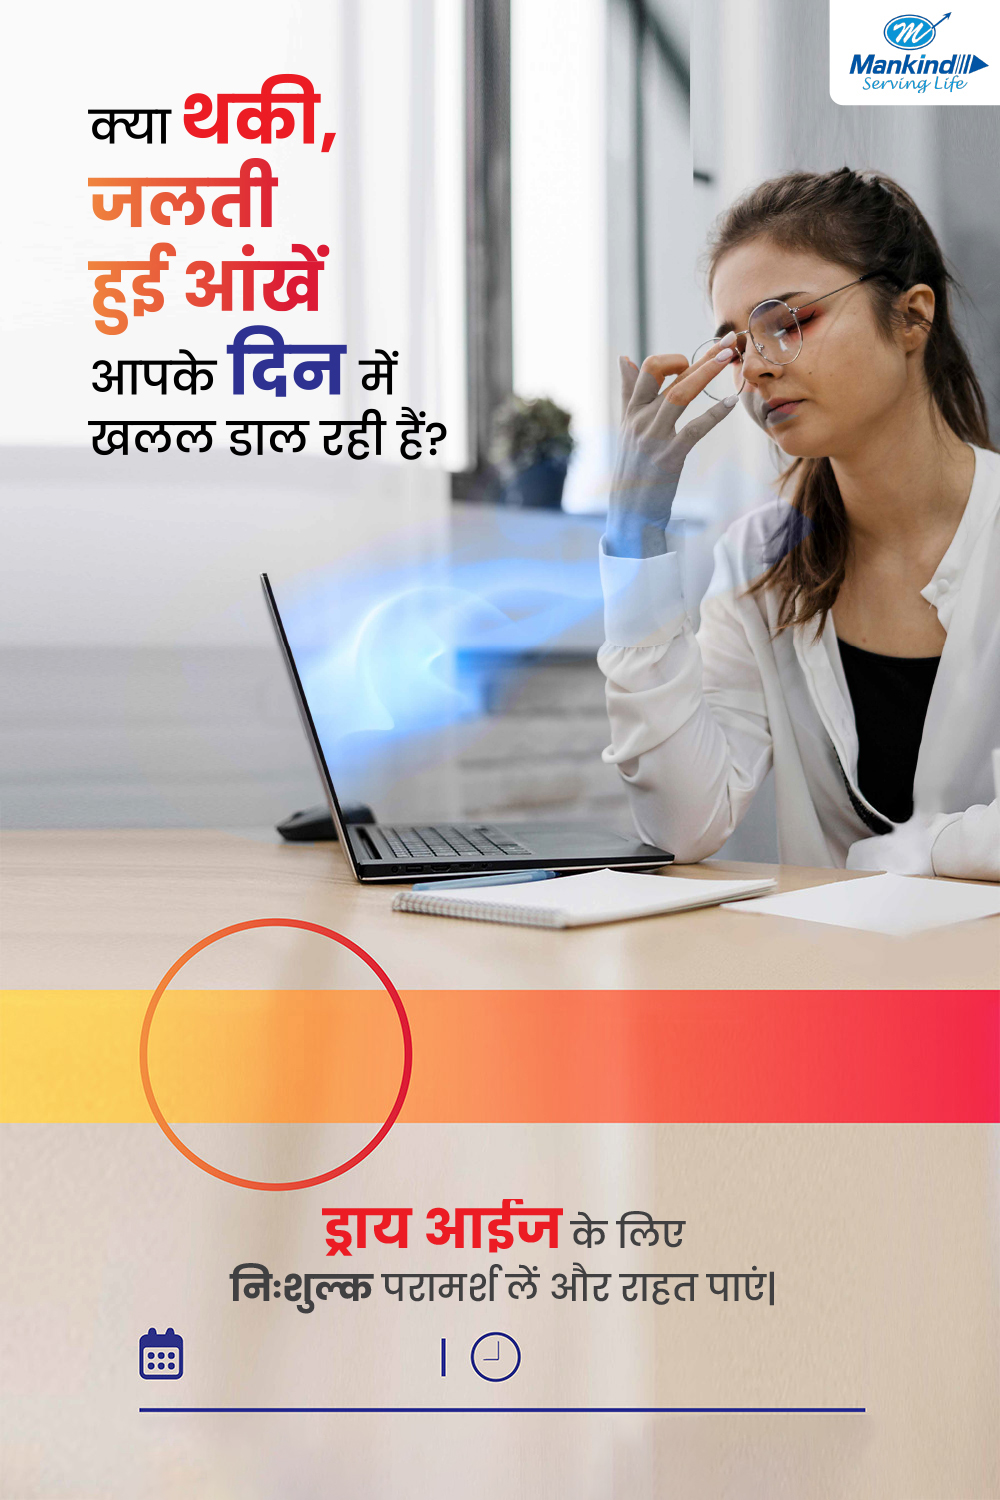 Mankind
Serving Life
क्या थकी,
जलती
हुई आंखें
आपके दिन में
खलल डाल रही हैं?
ड्राय आईज के लिए
निःशुल्क परामर्श लें और राहत पाएं|